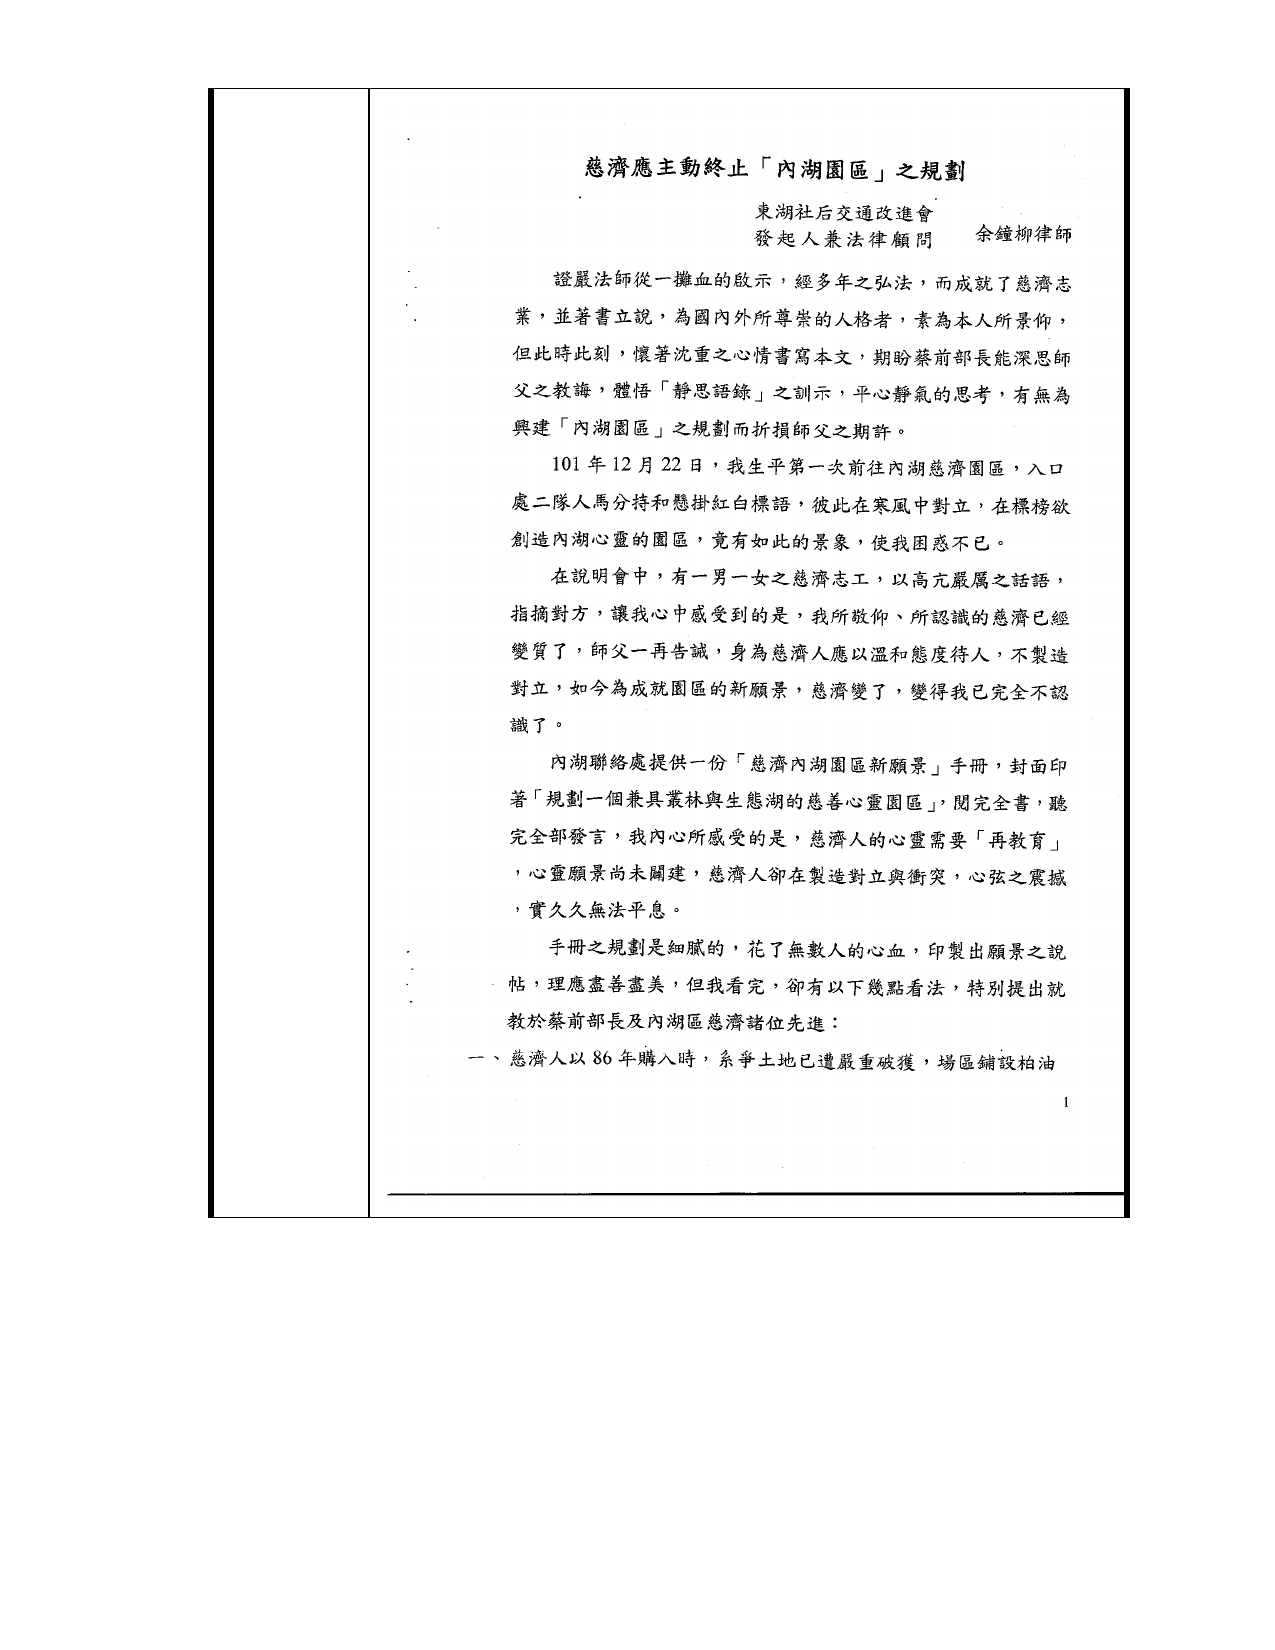 慈濟應主動終止「內湖園區」之規劃
東湖社后交通改進會
發起人兼法律顧問
余鐘柳律師
證嚴法師從一攤血的啟示，經多年之弘法，而成就了慈濟志
業，並著書立說，為國內外所尊崇的人格者，素為本人所景仰，
但此時此刻，懷著沈重之心情書寫本文，期盼蔡前部長能深思師
父之教誨，體悟「靜思語錄」之訓示，平心靜氣的思考，有無為
興建「內湖園區」之規劃而折損師父之期許。
101 年 12 月 22 日，我生平第一次前往內湖慈濟園區，入口
處二隊人馬分持和懸掛紅白標語，彼此在寒風中對立，在標榜欲
創造內湖心靈的園區，竟有如此的景象，使我困惑不已。
在說明會中，有一男一女之慈濟志工，以高亢嚴厲之話語，
指摘對方，讓我心中感受到的是，我所敬仰、所認識的慈濟已經
變質了，師父一再告誡，身為慈濟人應以溫和態度待人，不製造
對立，如今為成就園區的新願景，慈濟變了，變得我已完全不認
識了。
內湖聯絡處提供一份「慈濟內湖園區新願景」手冊，封面印
著「規劃一個兼具叢林與生態湖的慈善心靈園區」，閱完全書，聽
完全部發言，我內心所感受的是，慈濟人的心靈需要「再教育」
，心靈願景尚未闢建，慈濟人卻在製造對立與衝突，心弦之震撼
，實久久無法平息。
手冊之規劃是細膩的，花了無數人的心血，印製出願景之說
帖，理應盡善盡美，但我看完，卻有以下幾點看法，特別提出就
教於蔡前部長及內湖區慈濟諸位先進：
一、慈濟人以 86 年購入時，系爭土地已遭嚴重破獲，場區鋪設柏油
1